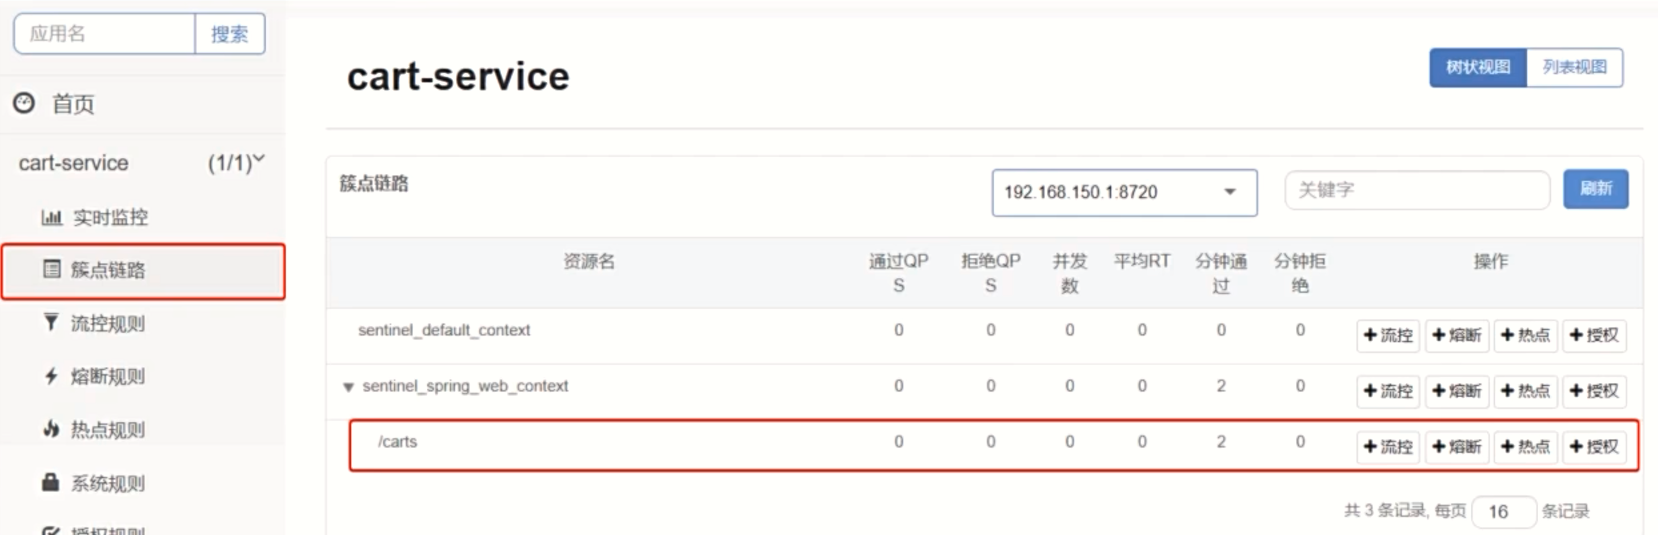 应用名 搜索
首页
cart-service (1/1)
实时监控
簇点链路
流控规则
熔断规则
热点规则
系统规则
授权规则
cart-service
树状视图 列表视图
簇点链路 192.168.150.1:8720 关键字 刷新
资源名 通过QPS 拒绝QPS 并发数 平均RT 分钟通过 分钟拒绝 操作
sentinel_default_context 0 0 0 0 0 0 +流控 +熔断 +热点 +授权
sentinel_spring_web_context 0 0 0 0 2 0 +流控 +熔断 +热点 +授权
/carts 0 0 0 0 2 0 +流控 +熔断 +热点 +授权
共 3 条记录, 每页 16 条记录